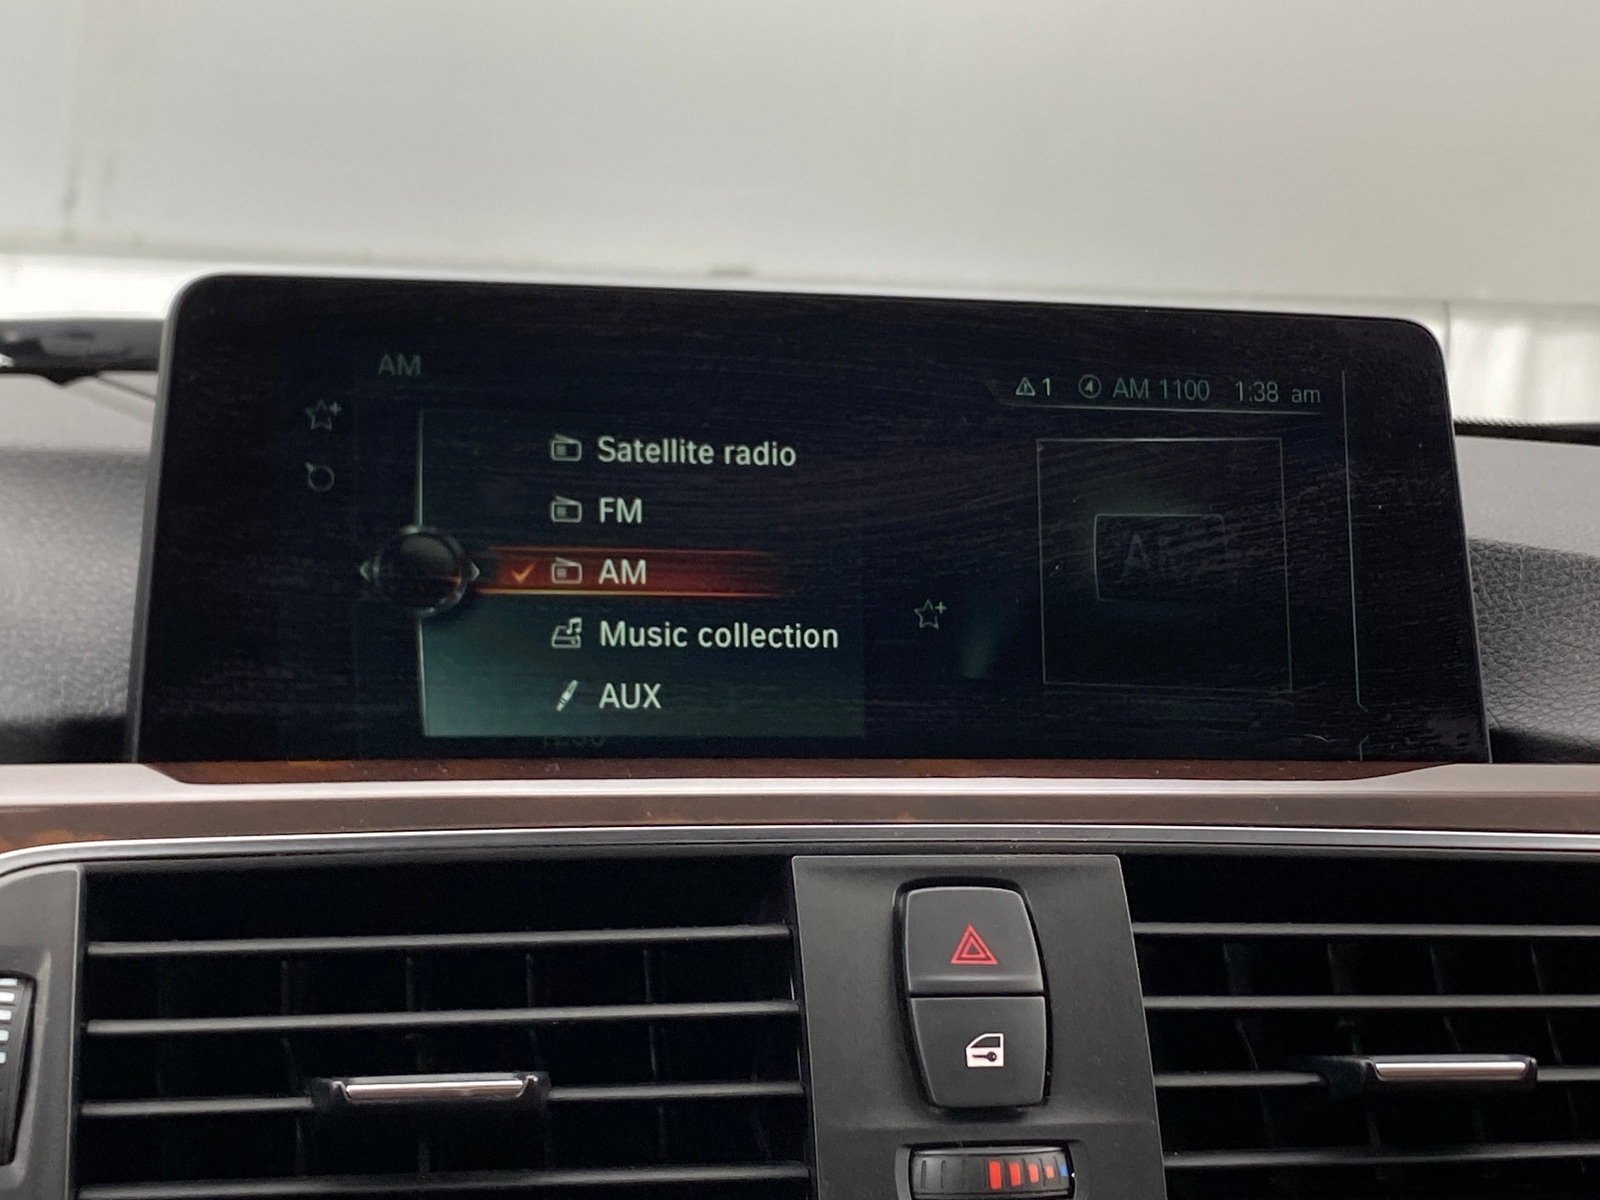 AM
1 AM 1100 1:38 am
Satellite radio
FM
AM
Music collection
AUX